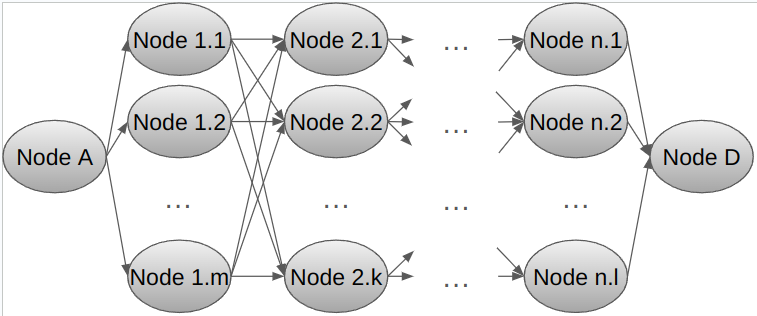 Node 1.1
Node 2.1
...
Node n.1
Node 1.2
Node 2.2
...
Node n.2
Node A
Node D
...
...
...
...
Node 1.m
Node 2.k
...
Node n.l